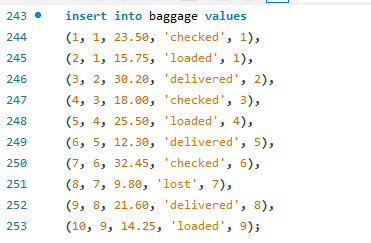 243 insert into baggage values
244 (1, 1, 23.50, 'checked', 1),
245 (2, 1, 15.75, 'loaded', 1),
246 (3, 2, 30.20, 'delivered', 2),
247 (4, 3, 18.00, 'checked', 3),
248 (5, 4, 25.50, 'loaded', 4),
249 (6, 5, 12.30, 'delivered', 5),
250 (7, 6, 32.45, 'checked', 6),
251 (8, 7, 9.80, 'lost', 7),
252 (9, 8, 21.60, 'delivered', 8),
253 (10, 9, 14.25, 'loaded', 9);